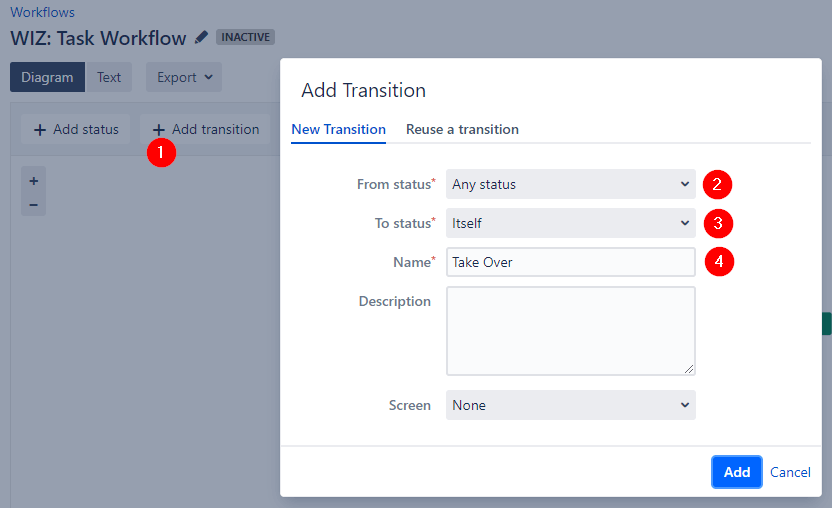 Workflows
WIZ: Task Workflow INACTIVE
Diagram Text Export
+ Add status + Add transition
1
+
−
Add Transition
New Transition Reuse a transition
From status* Any status 2
To status* Itself 3
Name* Take Over 4
Description
Screen None
Add Cancel